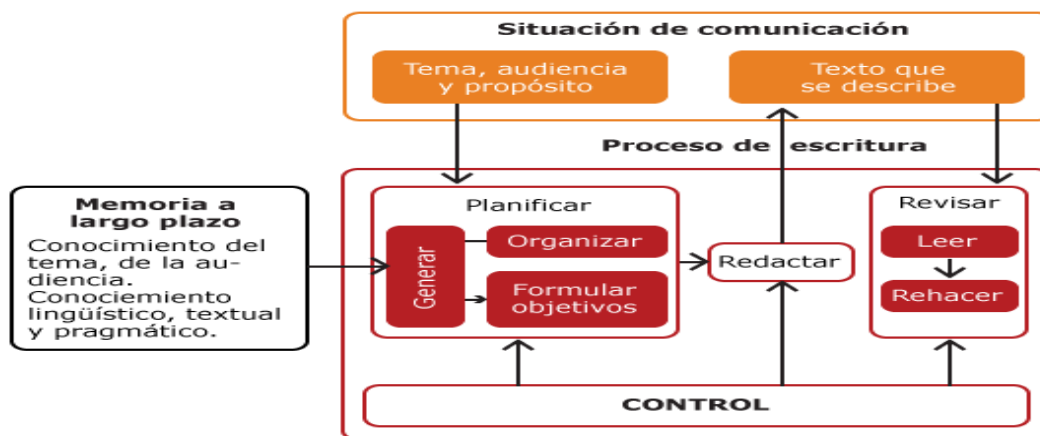 Situación de comunicación
Tema, audiencia
y propósito
Texto que
se describe
Proceso de escritura
Memoria a
largo plazo
Conocimiento del
tema, de la au-
diencia.
Conociemiento
lingüístico, textual
y pragmático.
Planificar
Generar
Organizar
Formular
objetivos
Redactar
Revisar
Leer
Rehacer
CONTROL